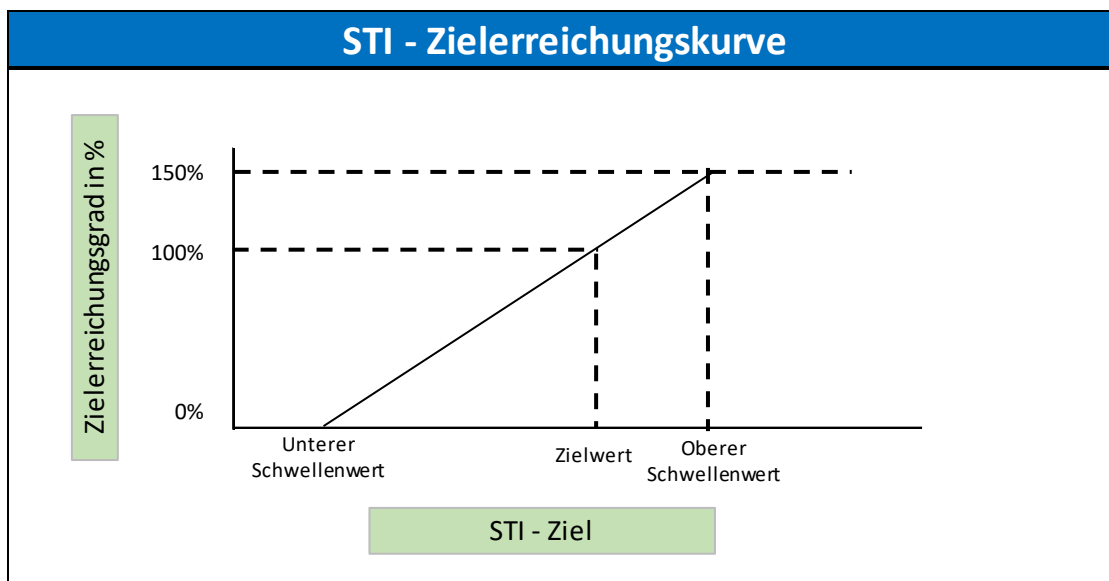 STI - Zielerreichungskurve
Zielerreichungsgrad in %
150%
100%
0%
Unterer
Schwellenwert
Zielwert
Oberer
Schwellenwert
STI - Ziel